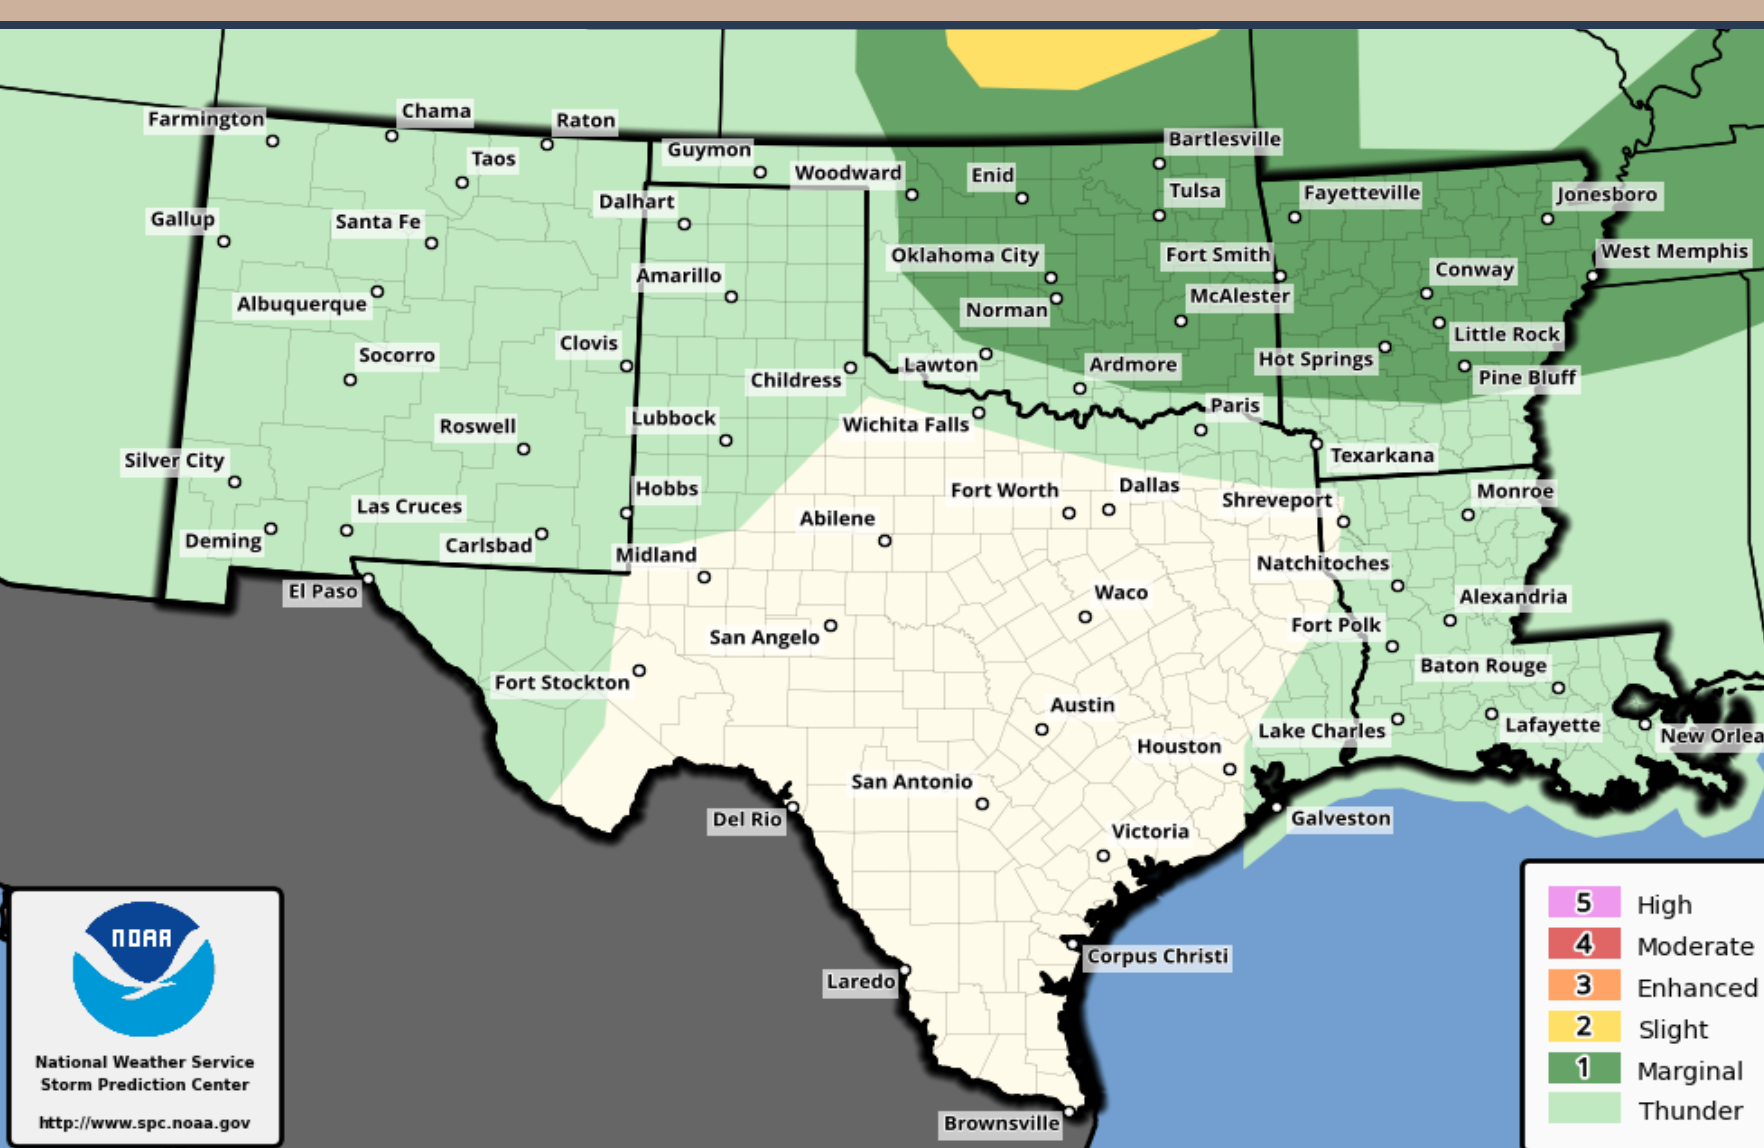 Farmington
Chama
Raton
Taos
Guymon
Woodward
Enid
Bartlesville
Tulsa
Fayetteville
Jonesboro
Dalhart
Gallup
Santa Fe
Oklahoma City
Fort Smith
West Memphis
Amarillo
Conway
Albuquerque
Norman
McAlester
Little Rock
Clovis
Socorro
Childress
Lawton
Ardmore
Hot Springs
Pine Bluff
Roswell
Lubbock
Wichita Falls
Paris
Texarkana
Silver City
Hobbs
Fort Worth
Dallas
Shreveport
Monroe
Las Cruces
Deming
Carlsbad
Abilene
Midland
Natchitoches
El Paso
Waco
Alexandria
San Angelo
Fort Polk
Fort Stockton
Baton Rouge
Austin
Lake Charles
Lafayette
New Orlea
Houston
San Antonio
Del Rio
Galveston
Victoria
Corpus Christi
Laredo
Brownsville
NOAA
National Weather Service
Storm Prediction Center
http://www.spc.noaa.gov
5 High
4 Moderate
3 Enhanced
2 Slight
1 Marginal
Thunder